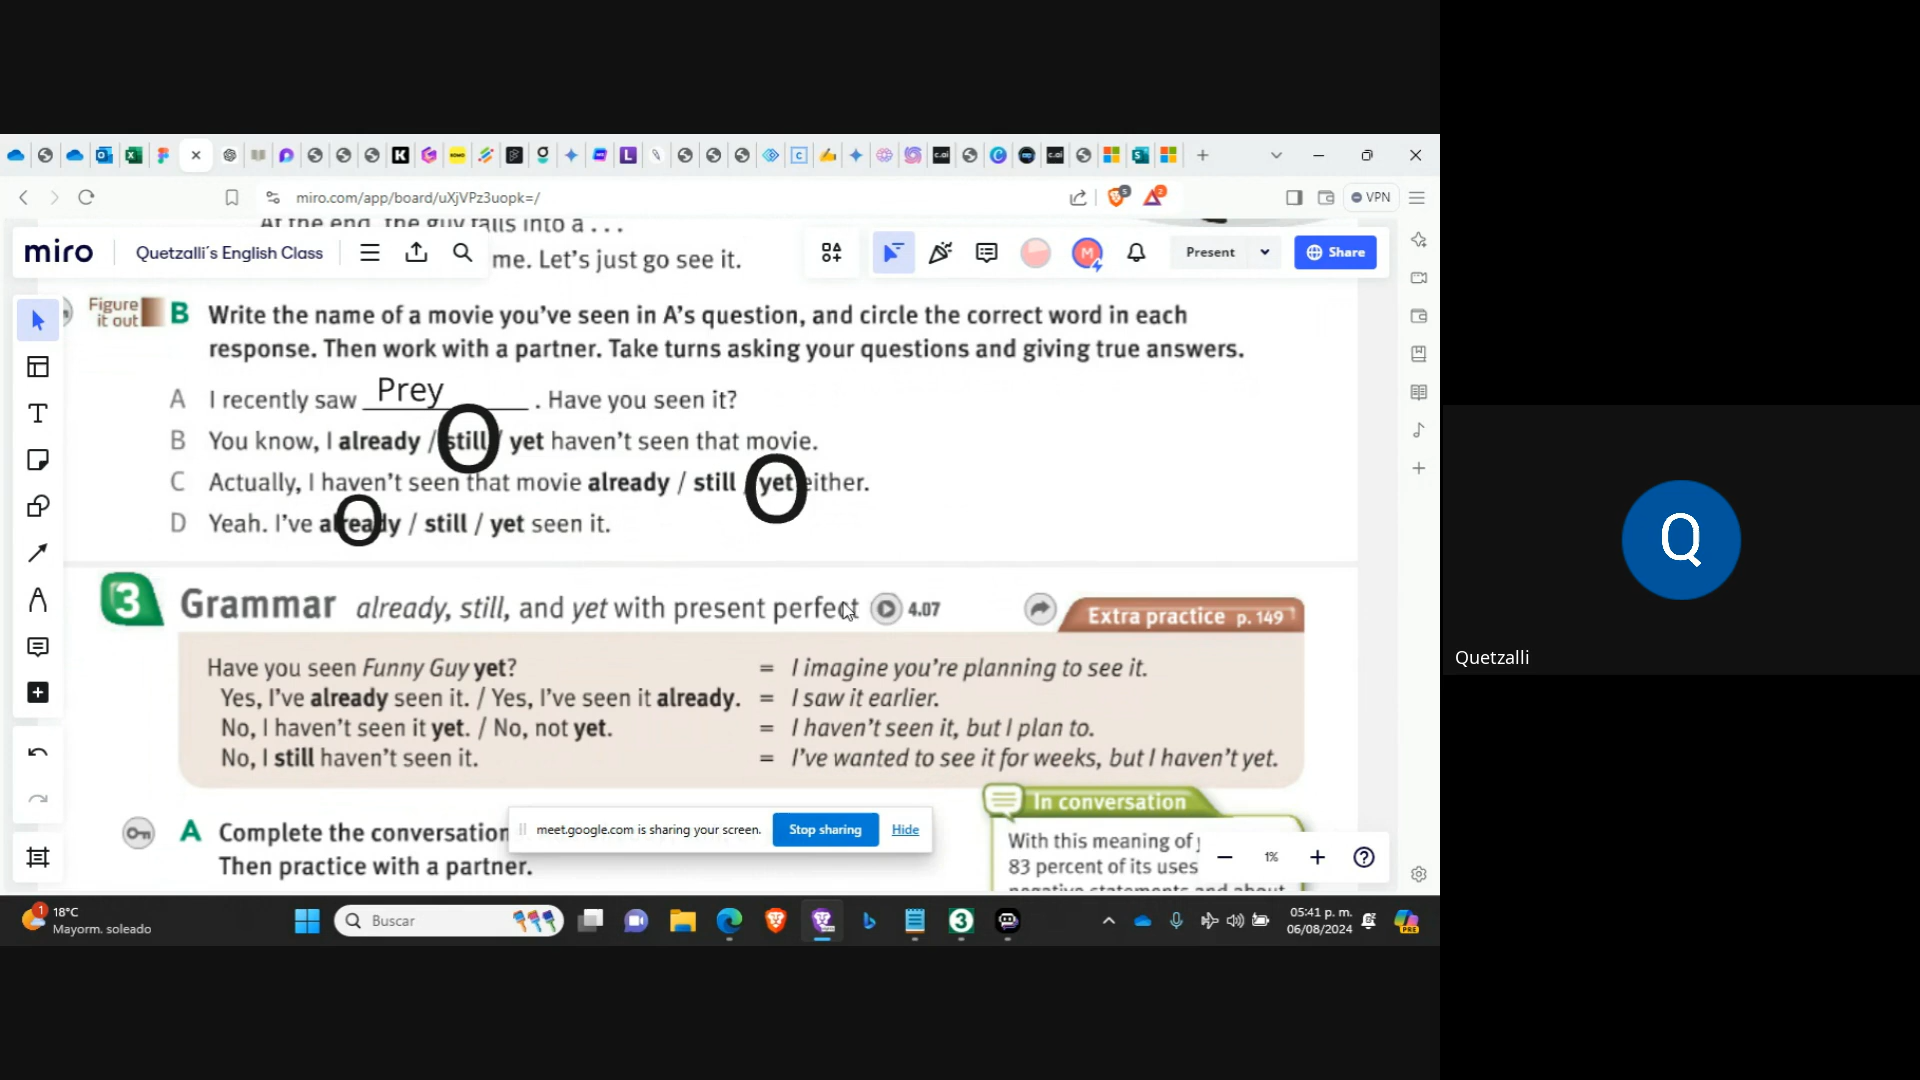 miro.com/app/board/uXjVPz3uopk=/
VPN
At the end, the guy falls into a . . .
miro
Quetzalli´s English Class
me. Let's just go see it.
M
Present
Share
Figure it out
B Write the name of a movie you've seen in A's question, and circle the correct word in each
response. Then work with a partner. Take turns asking your questions and giving true answers.
A I recently saw Prey . Have you seen it?
B You know, I already / still / yet haven't seen that movie.
C Actually, I haven't seen that movie already / still / yet either.
D Yeah. I've already / still / yet seen it.
3 Grammar already, still, and yet with present perfect 4.07
Extra practice p. 149
Have you seen Funny Guy yet? = I imagine you're planning to see it.
Yes, I've already seen it. / Yes, I've seen it already. = I saw it earlier.
No, I haven't seen it yet. / No, not yet. = I haven't seen it, but I plan to.
No, I still haven't seen it. = I've wanted to see it for weeks, but I haven't yet.
In conversation
A Complete the conversation
Then practice with a partner.
meet.google.com is sharing your screen.
Stop sharing
Hide
With this meaning of
83 percent of its uses
negative statements and about
1%
Q
Quetzalli
18°C
Mayorm. soleado
Buscar
05:41 p. m.
06/08/2024